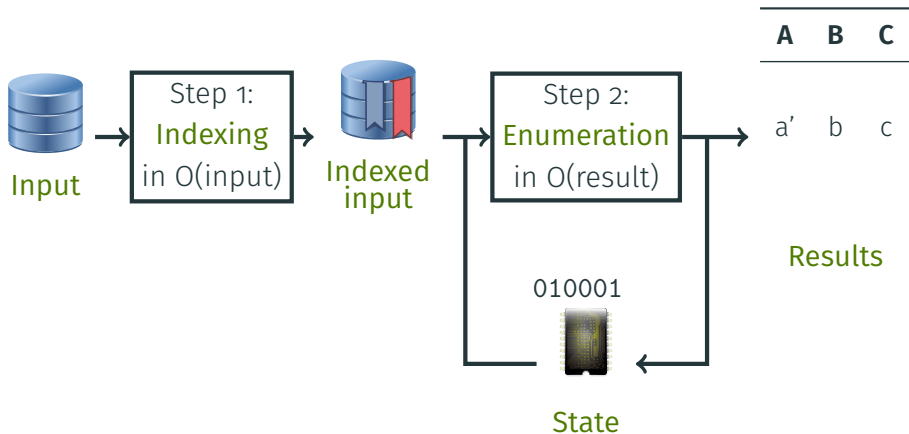 A B C
Step 1:
Indexing
in O(input)
Input
Indexed
input
Step 2:
Enumeration
in O(result)
a’ b c
Results
010001
State